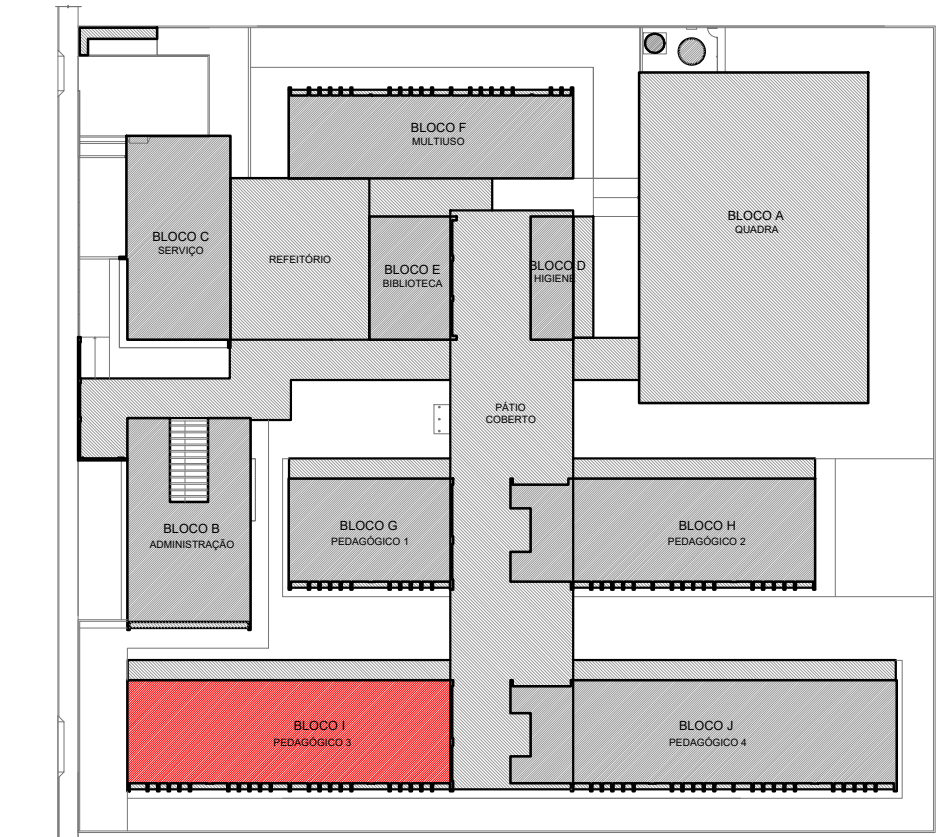 BLOCO F
MULTIUSO
BLOCO A
QUADRA
BLOCO C
SERVIÇO
REFEITÓRIO
BLOCO E
BIBLIOTECA
BLOCO D
HIGIENE
PÁTIO
COBERTO
BLOCO B
ADMINISTRAÇÃO
BLOCO G
PEDAGÓGICO 1
BLOCO H
PEDAGÓGICO 2
BLOCO I
PEDAGÓGICO 3
BLOCO J
PEDAGÓGICO 4